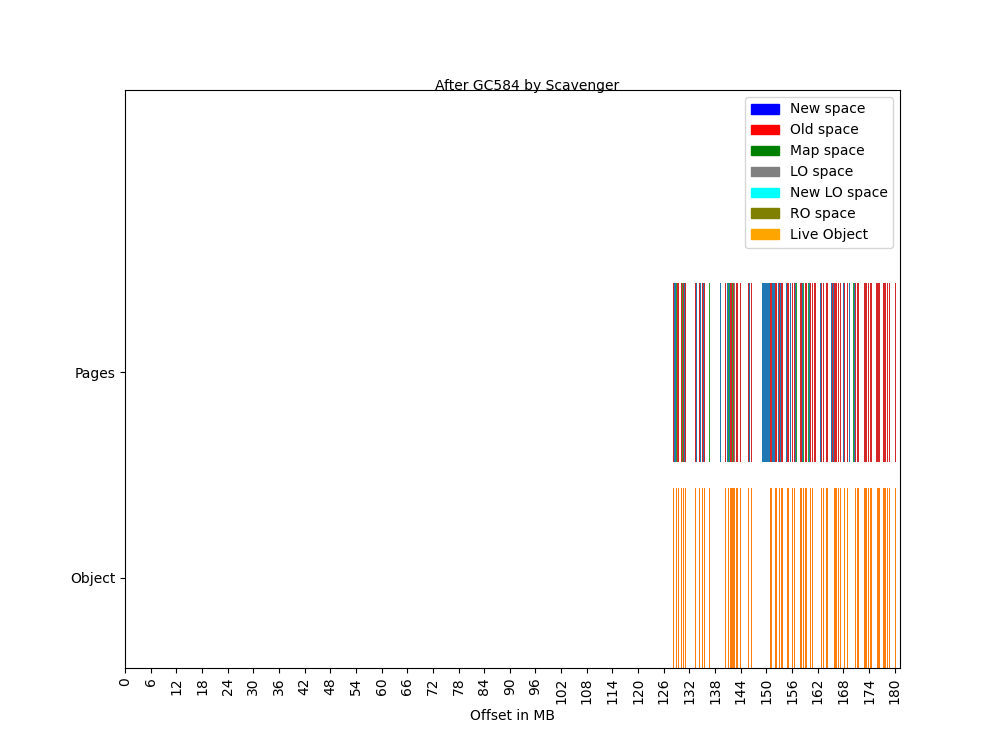 After GC584 by Scavenger
New space
Old space
Map space
LO space
New LO space
RO space
Live Object
Pages
Object
0 6 12 18 24 30 36 42 48 54 60 66 72 78 84 90 96 102 108 114 120 126 132 138 144 150 156 162 168 174 180
Offset in MB